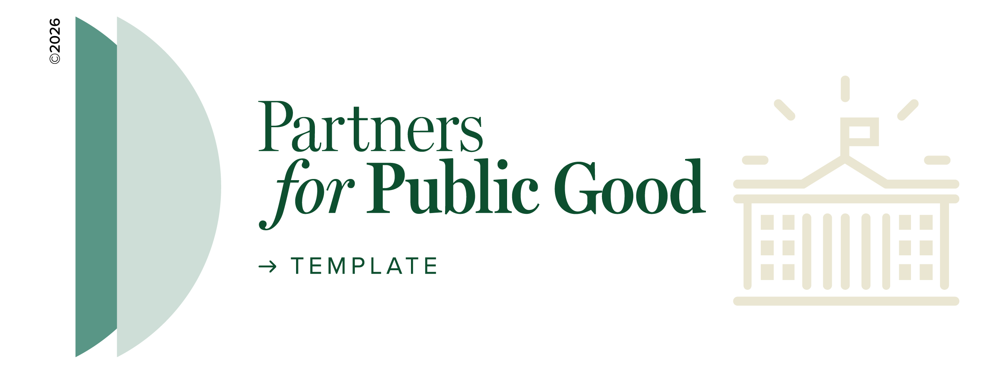 ©2026
Partners
for Public Good
→ TEMPLATE